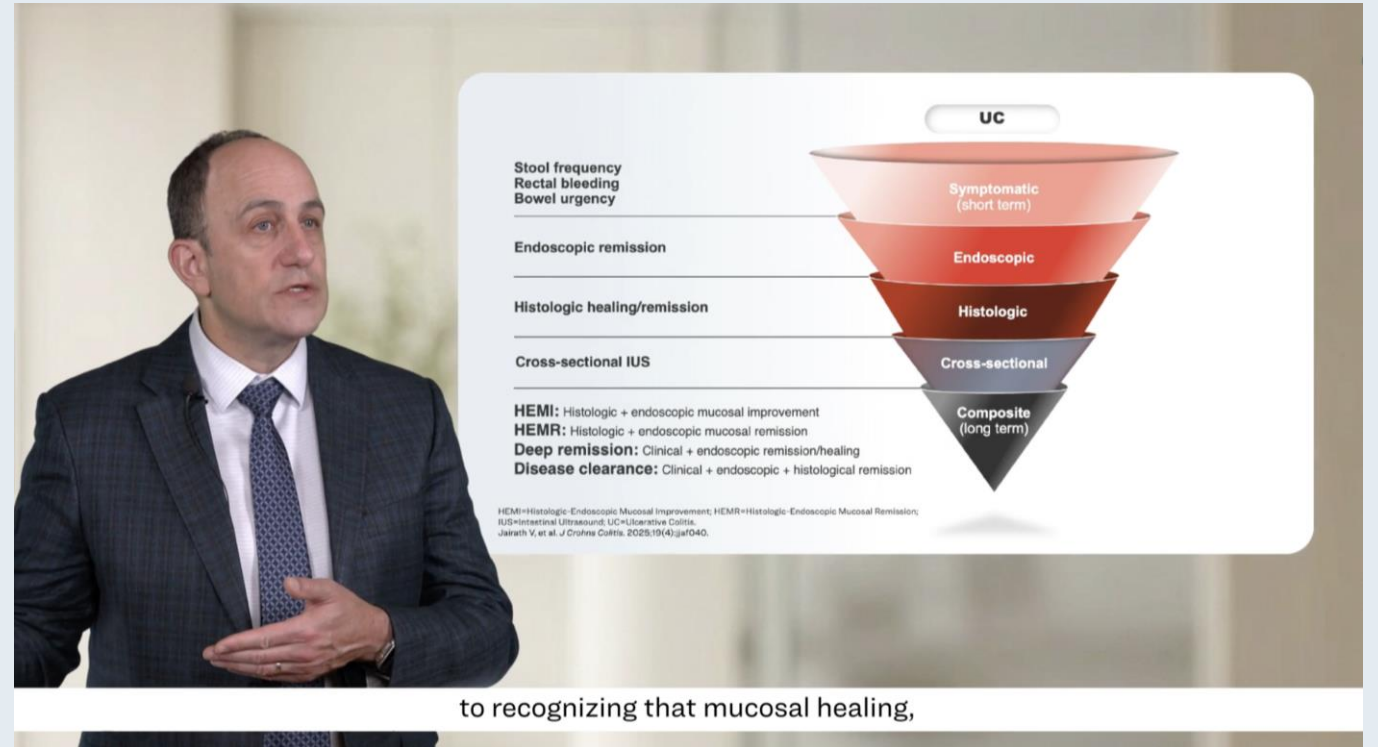 UC
Stool frequency
Rectal bleeding
Bowel urgency
Symptomatic
(short term)
Endoscopic remission
Endoscopic
Histologic healing/remission
Histologic
Cross-sectional IUS
Cross-sectional
HEMI: Histologic + endoscopic mucosal improvement
HEMR: Histologic + endoscopic mucosal remission
Deep remission: Clinical + endoscopic remission/healing
Disease clearance: Clinical + endoscopic + histological remission
Composite
(long term)
HEMI=Histologic-Endoscopic Mucosal Improvement; HEMR=Histologic-Endoscopic Mucosal Remission;
IUS=Intestinal Ultrasound; UC=Ulcerative Colitis.
Jairath V, et al. J Crohns Colitis. 2025;19(4):jjaf040.
to recognizing that mucosal healing,